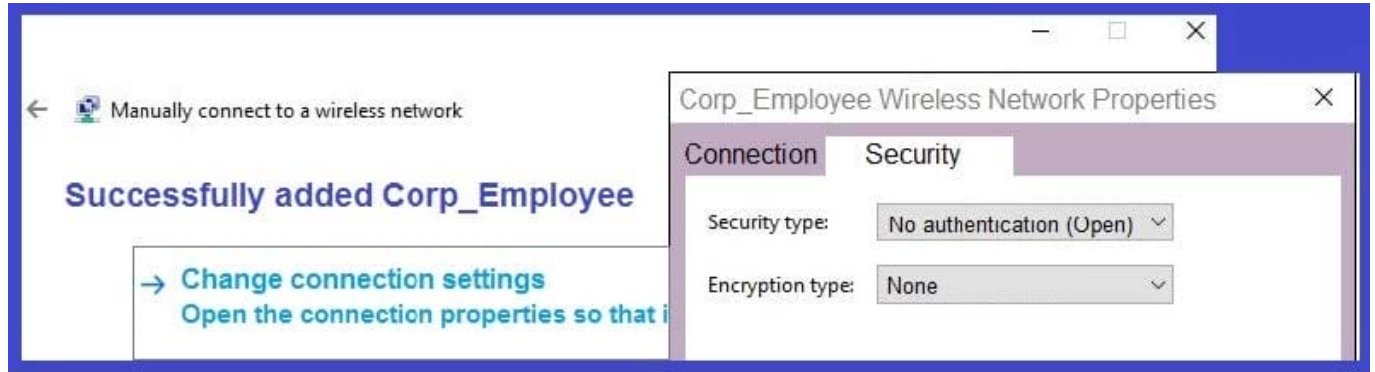 Manually connect to a wireless network
Successfully added Corp_Employee
Change connection settings
Open the connection properties so that i
Corp_Employee Wireless Network Properties
Connection
Security
Security type:
No authentication (Open)
Encryption type:
None